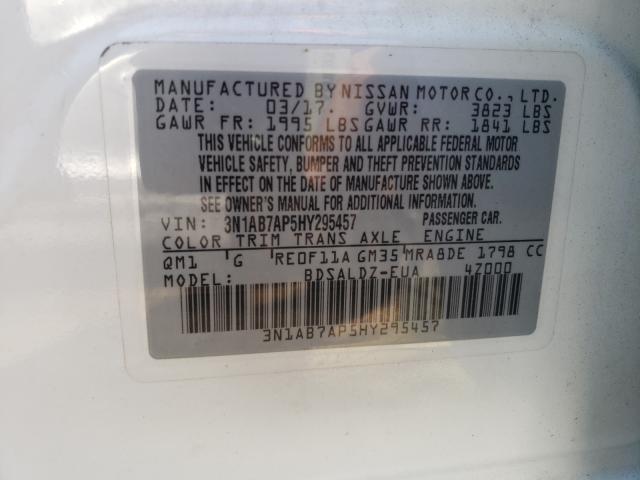 MANUFACTURED BY NISSAN MOTOR CO., LTD.
DATE: 03/17. GVWR: 3823 LBS
GAWR FR: 1995 LBS GAWR RR: 1841 LBS
THIS VEHICLE CONFORMS TO ALL APPLICABLE FEDERAL MOTOR
VEHICLE SAFETY, BUMPER AND THEFT PREVENTION STANDARDS
IN EFFECT ON THE DATE OF MANUFACTURE SHOWN ABOVE.
SEE OWNER'S MANUAL FOR ADDITIONAL INFORMATION.
VIN: 3N1AB7AP5HY295457 PASSENGER CAR.
COLOR TRIM TRANS AXLE ENGINE
QM1 G RE0F11A GM35 MRA8DE 1798 CC
MODEL: BDSALDZ-EUA 4Z000
3N1AB7AP5HY295457